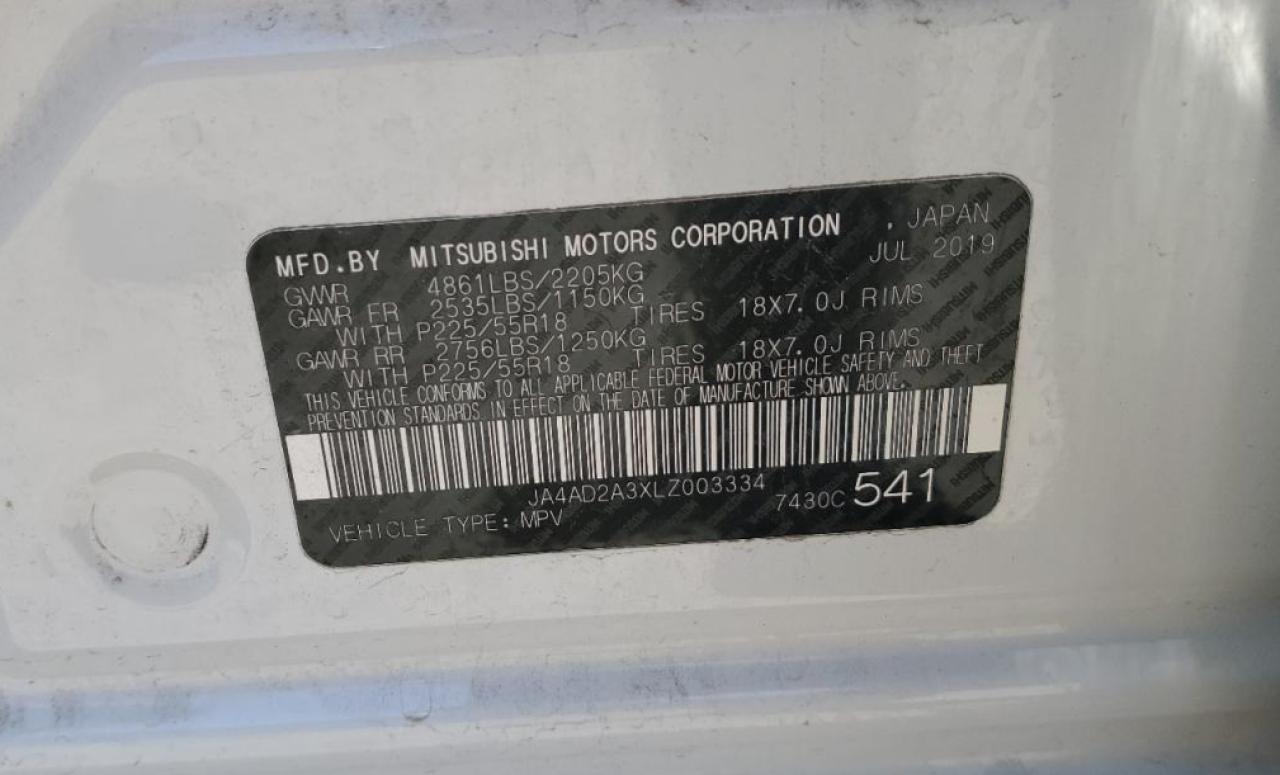 MFD.BY MITSUBISHI MOTORS CORPORATION , JAPAN
JUL 2019
GVWR 4861LBS/2205KG
GAWR FR 2535LBS/1150KG
WITH P225/55R18 TIRES 18X7.0J RIMS
GAWR RR 2756LBS/1250KG
WITH P225/55R18 TIRES 18X7.0J RIMS
THIS VEHICLE CONFORMS TO ALL APPLICABLE FEDERAL MOTOR VEHICLE SAFETY AND THEFT
PREVENTION STANDARDS IN EFFECT ON THE DATE OF MANUFACTURE SHOWN ABOVE.
JA4AD2A3XLZ003334
7430C 541
VEHICLE TYPE: MPV